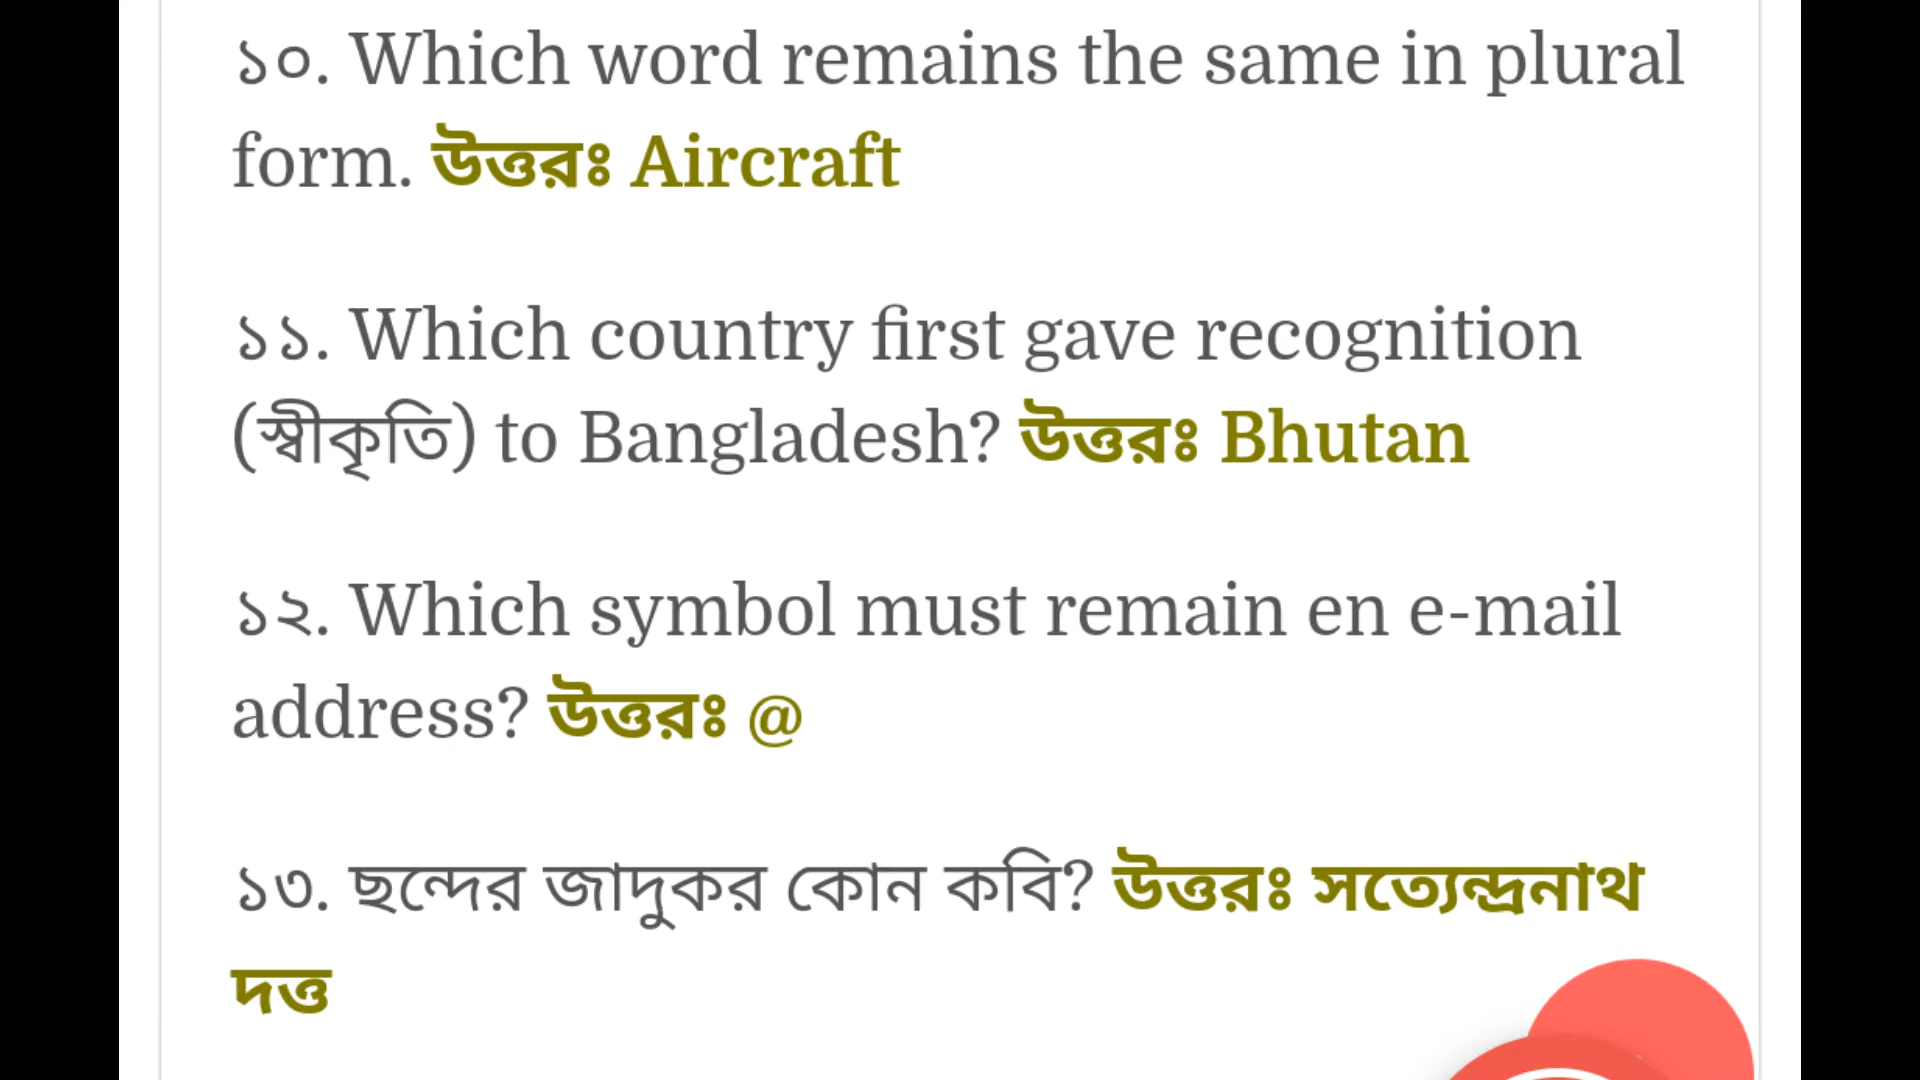 ১০. Which word remains the same in plural
form. উত্তরঃ Aircraft
১১. Which country first gave recognition
(স্বীকৃতি) to Bangladesh? উত্তরঃ Bhutan
১২. Which symbol must remain en e-mail
address? উত্তরঃ @
১৩. ছন্দের জাদুকর কোন কবি? উত্তরঃ সত্যেন্দ্রনাথ
দত্ত